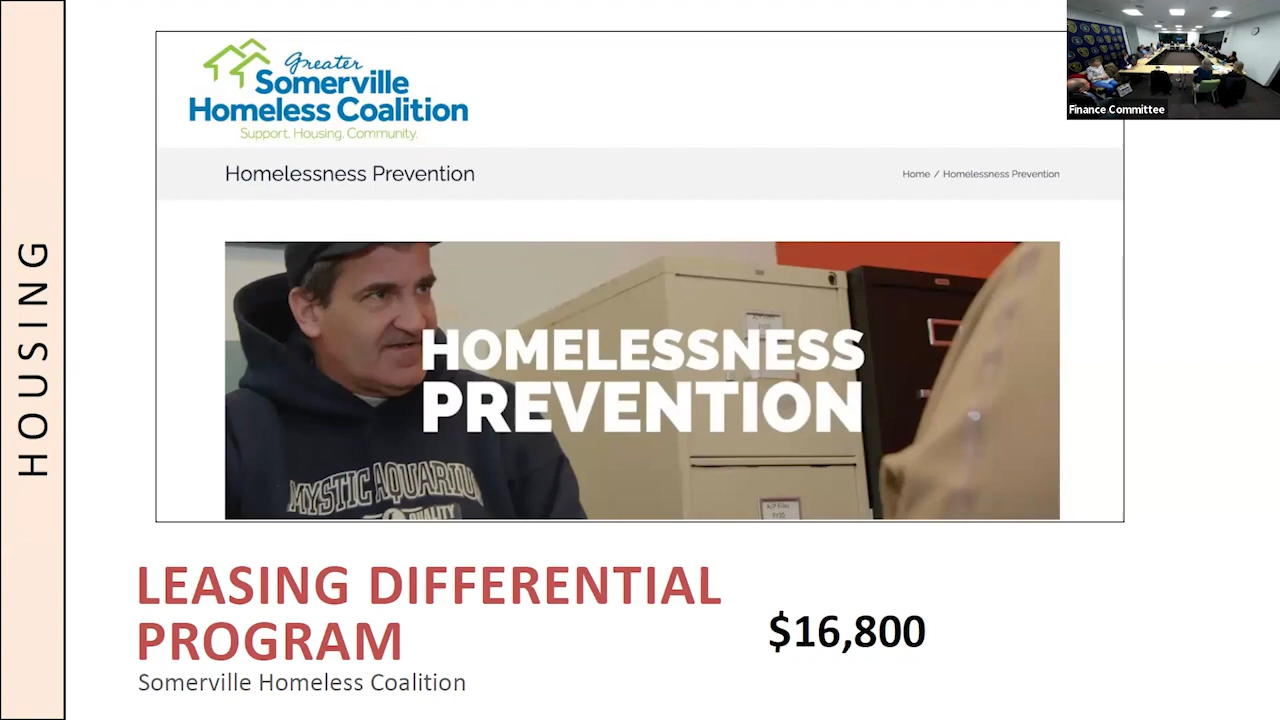 HOUSING
Greater
Somerville
Homeless Coalition
Support. Housing. Community.
Finance Committee
Homelessness Prevention
Home / Homelessness Prevention
HOMELESSNESS
PREVENTION
MYSTIC AQUARIUM
QUALITY
LEASING DIFFERENTIAL
PROGRAM
$16,800
Somerville Homeless Coalition